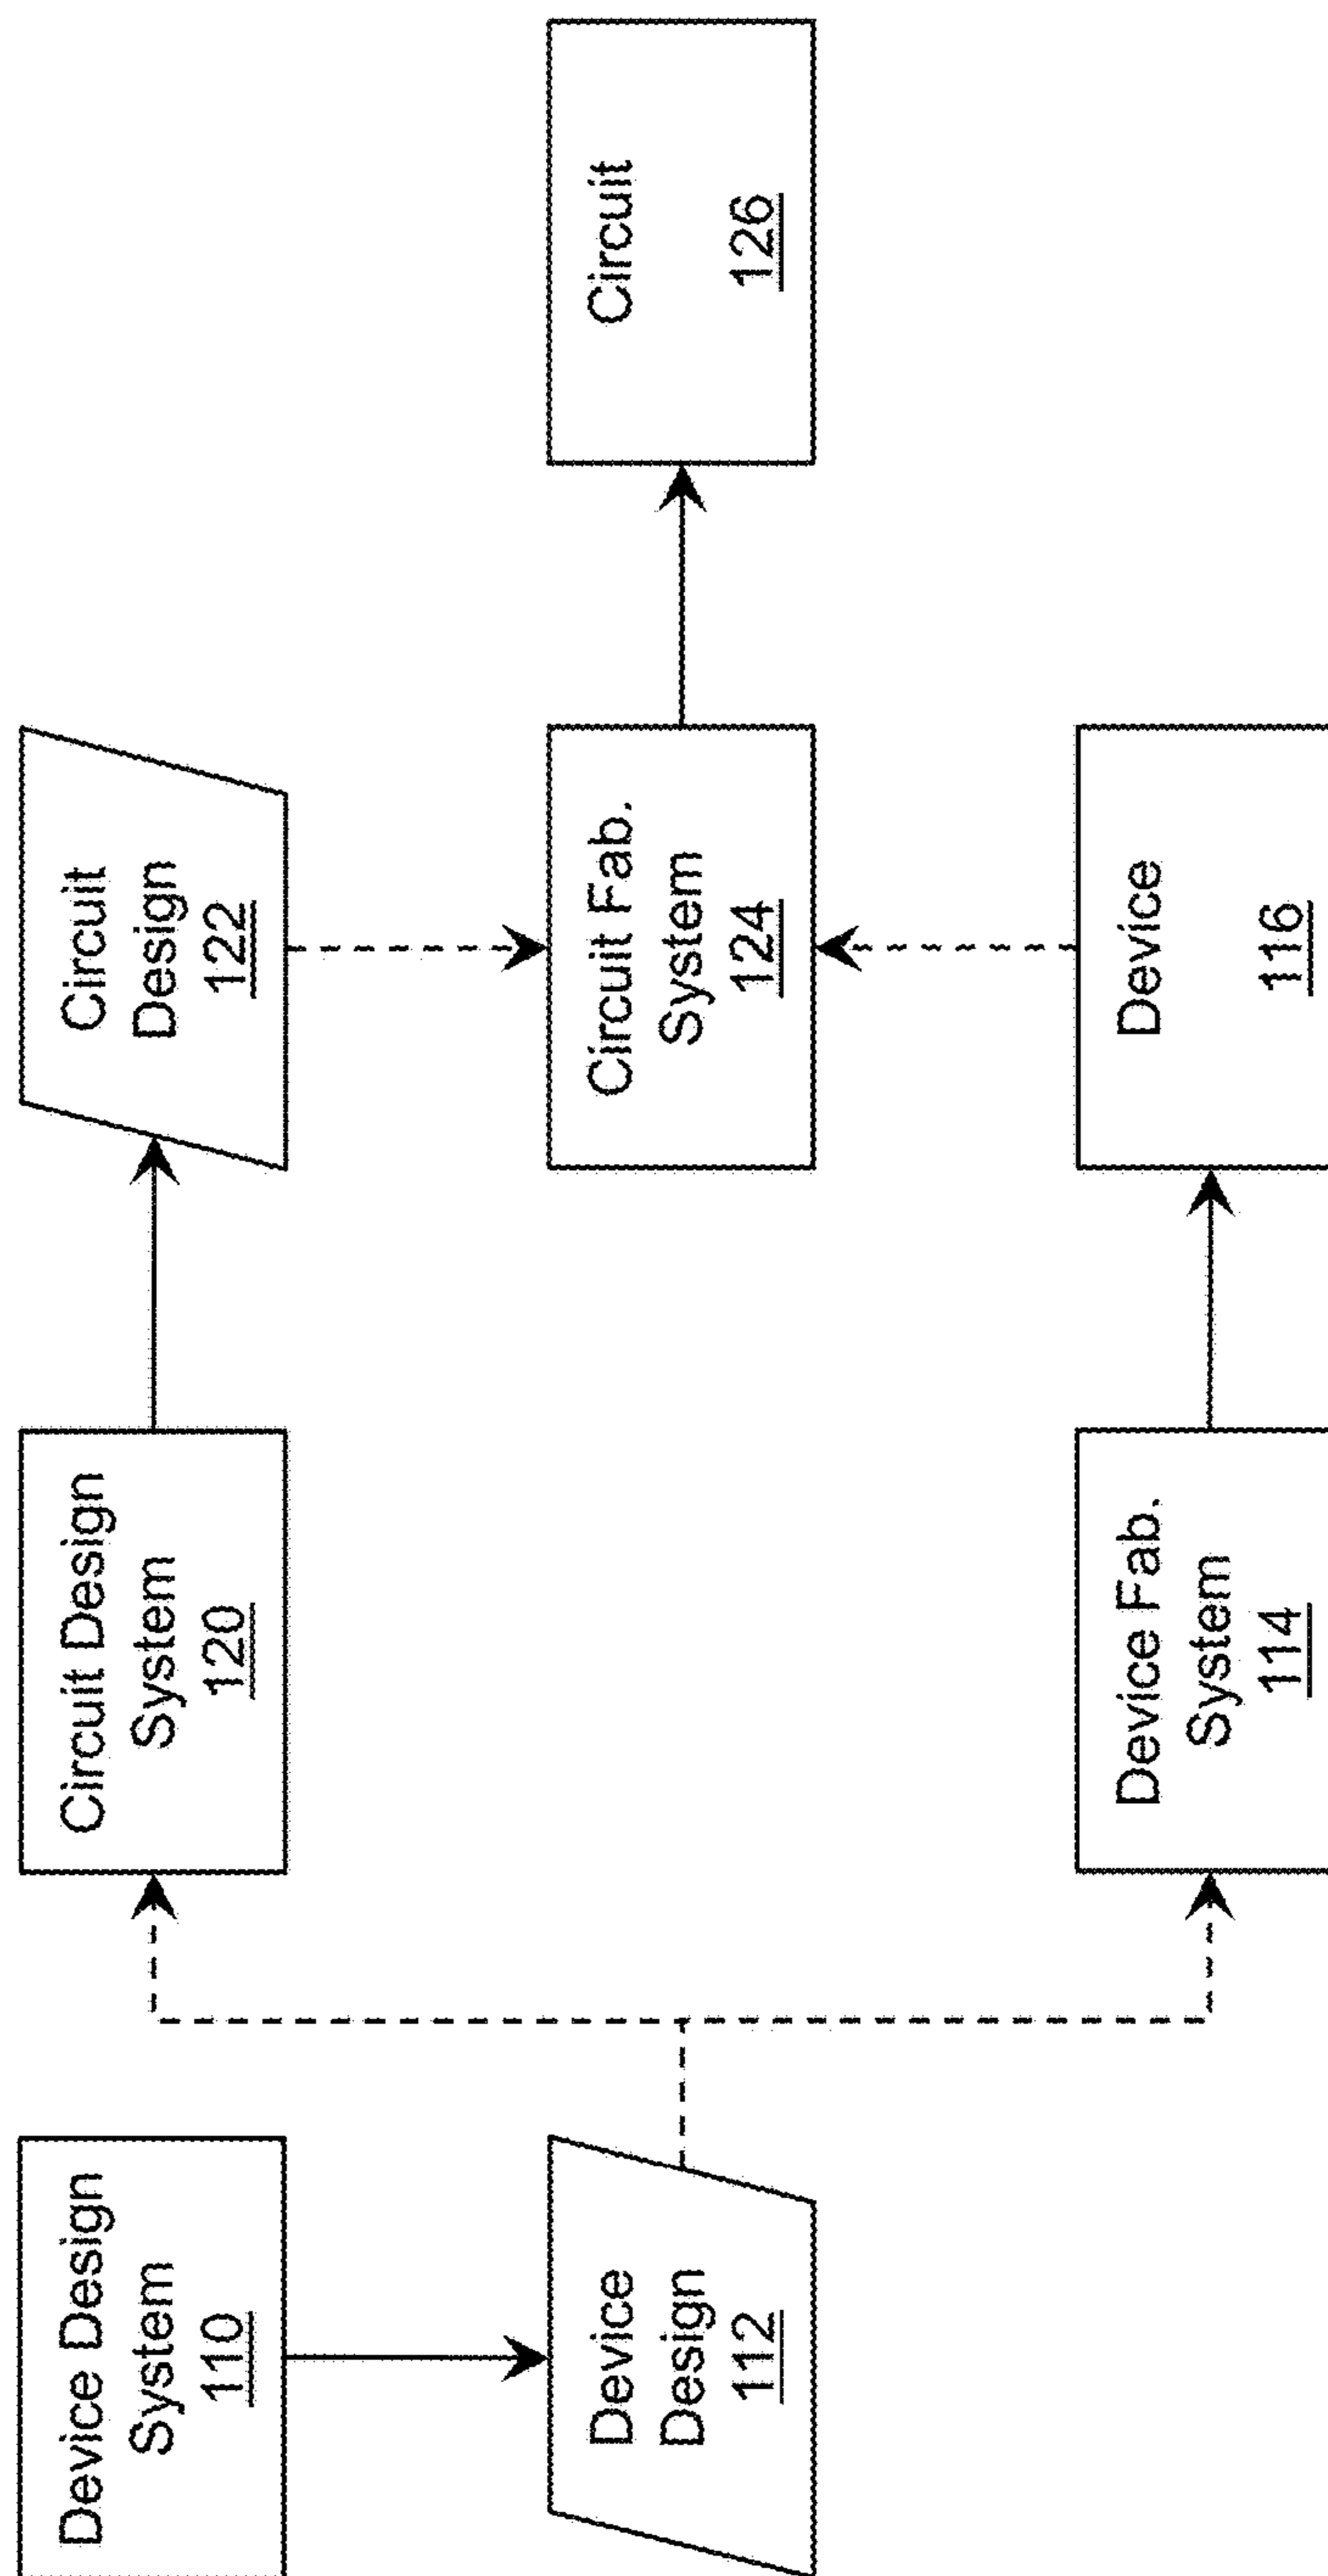 Device Design
System
110
Device
Design
112
Circuit Design
System
120
Device Fab.
System
114
Circuit
Design
122
Circuit Fab.
System
124
Device
116
Circuit
126